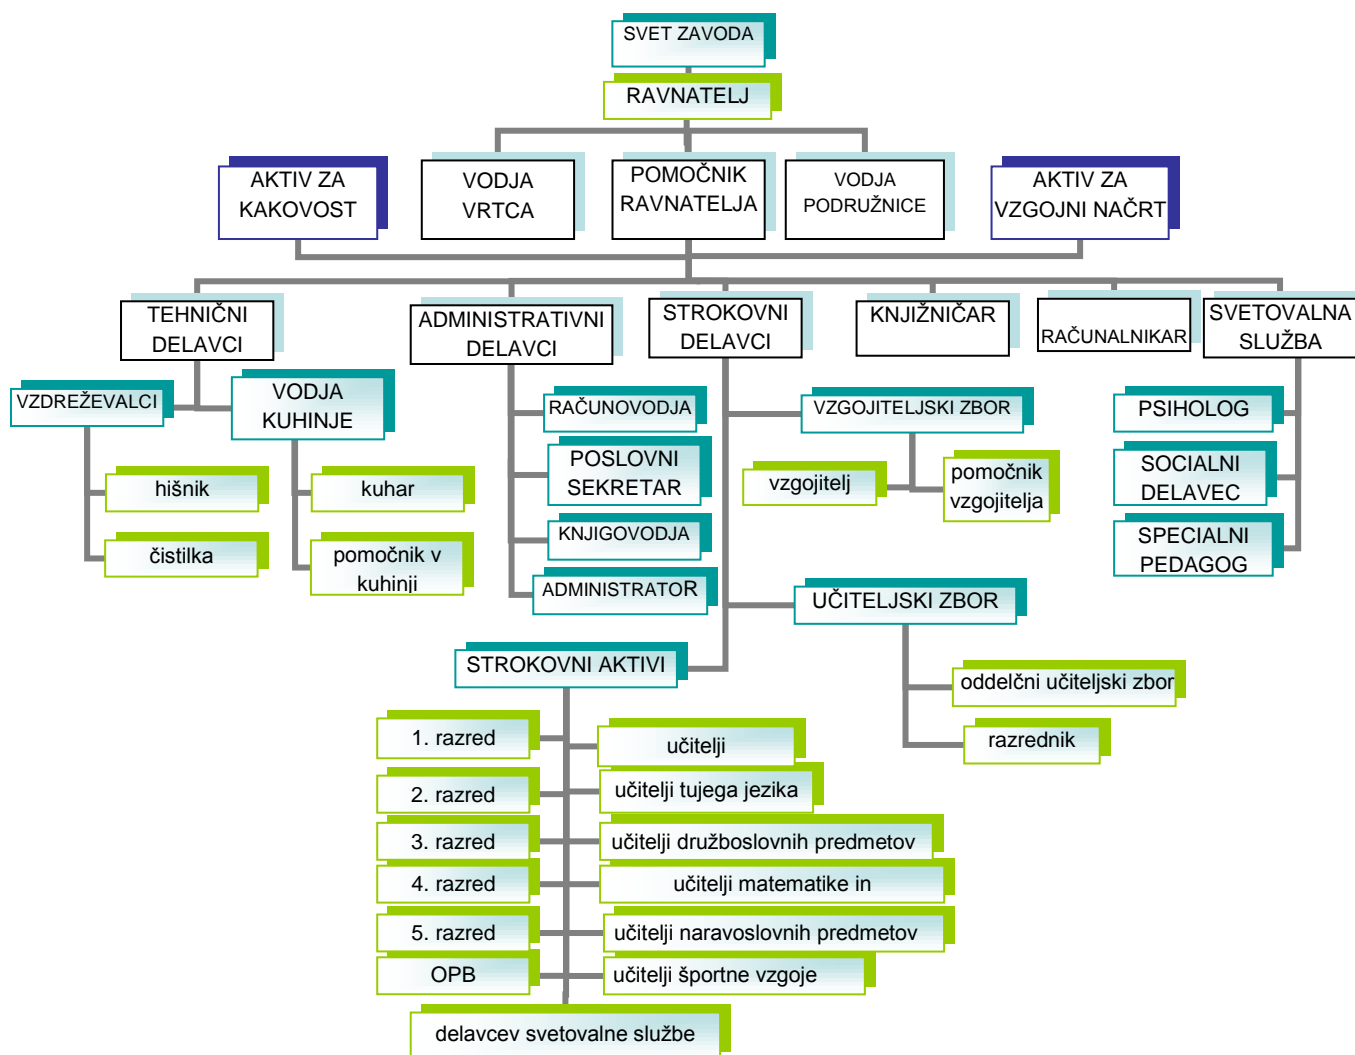 SVET ZAVODA
RAVNATELJ
AKTIV ZA
KAKOVOST
VODJA
VRTCA
POMOČNIK
RAVNATELJA
VODJA
PODRUŽNICE
AKTIV ZA
VZGOJNI NAČRT
TEHNIČNI
DELAVCI
ADMINISTRATIVNI
DELAVCI
STROKOVNI
DELAVCI
KNJIŽNIČAR
RAČUNALNIKAR
SVETOVALNA
SLUŽBA
VZDREŽEVALCI
VODJA
KUHINJE
hišnik
čistilka
kuhar
pomočnik v
kuhinji
RAČUNOVODJA
POSLOVNI
SEKRETAR
KNJIGOVODJA
ADMINISTRATOR
VZGOJITELJSKI ZBOR
vzgojitelj
pomočnik
vzgojitelja
PSIHOLOG
SOCIALNI
DELAVEC
SPECIALNI
PEDAGOG
UČITELJSKI ZBOR
oddelčni učiteljski zbor
razrednik
STROKOVNI AKTIVI
1. razred
učitelji
2. razred
učitelji tujega jezika
3. razred
učitelji družboslovnih predmetov
4. razred
učitelji matematike in
5. razred
učitelji naravoslovnih predmetov
OPB
učitelji športne vzgoje
delavcev svetovalne službe